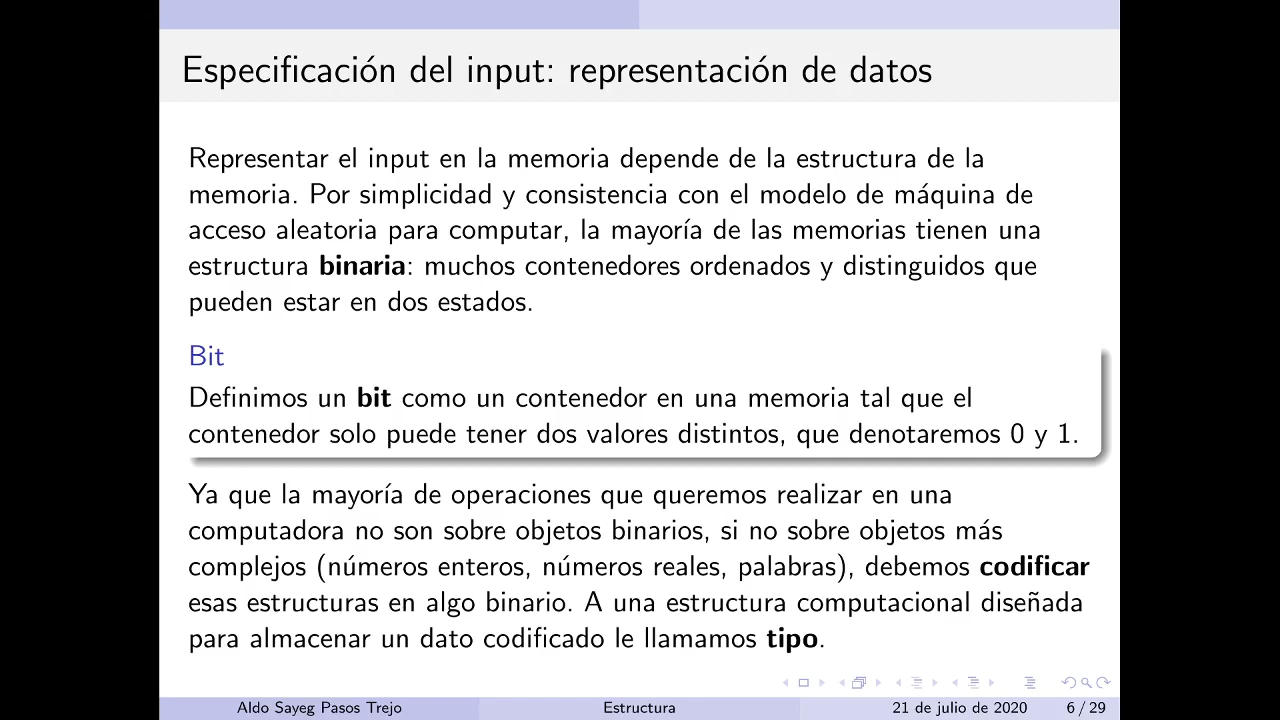 Especificación del input: representación de datos
Representar el input en la memoria depende de la estructura de la
memoria. Por simplicidad y consistencia con el modelo de máquina de
acceso aleatoria para computar, la mayoría de las memorias tienen una
estructura binaria: muchos contenedores ordenados y distinguidos que
pueden estar en dos estados.
Bit
Definimos un bit como un contenedor en una memoria tal que el
contenedor solo puede tener dos valores distintos, que denotaremos 0 y 1.
Ya que la mayoría de operaciones que queremos realizar en una
computadora no son sobre objetos binarios, si no sobre objetos más
complejos (números enteros, números reales, palabras), debemos codificar
esas estructuras en algo binario. A una estructura computacional diseñada
para almacenar un dato codificado le llamamos tipo.
Aldo Sayeg Pasos Trejo Estructura 21 de julio de 2020 6 / 29